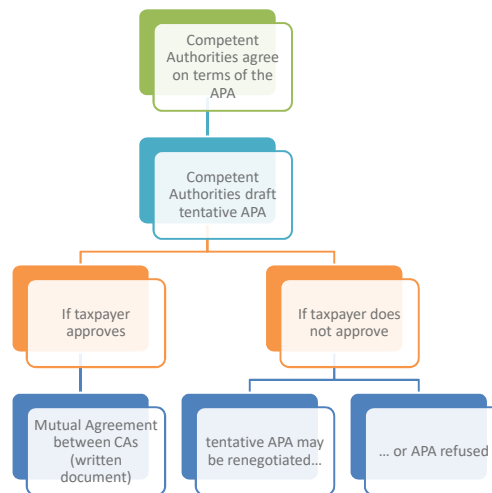 Competent
Authorities agree
on terms of the
APA
Competent
Authorities draft
tentative APA
If taxpayer
approves
If taxpayer does
not approve
Mutual Agreement
between CAs
(written
document)
tentative APA may
be renegotiated…
… or APA refused